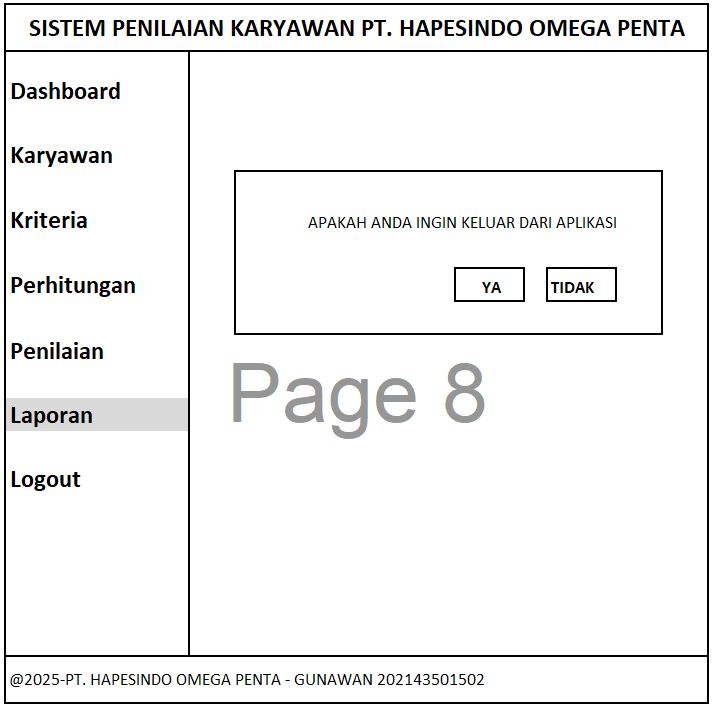 SISTEM PENILAIAN KARYAWAN PT. HAPESINDO OMEGA PENTA
Dashboard
Karyawan
Kriteria
Perhitungan
Penilaian
Laporan
Logout
APAKAH ANDA INGIN KELUAR DARI APLIKASI
YA TIDAK
Page 8
@2025-PT. HAPESINDO OMEGA PENTA - GUNAWAN 202143501502